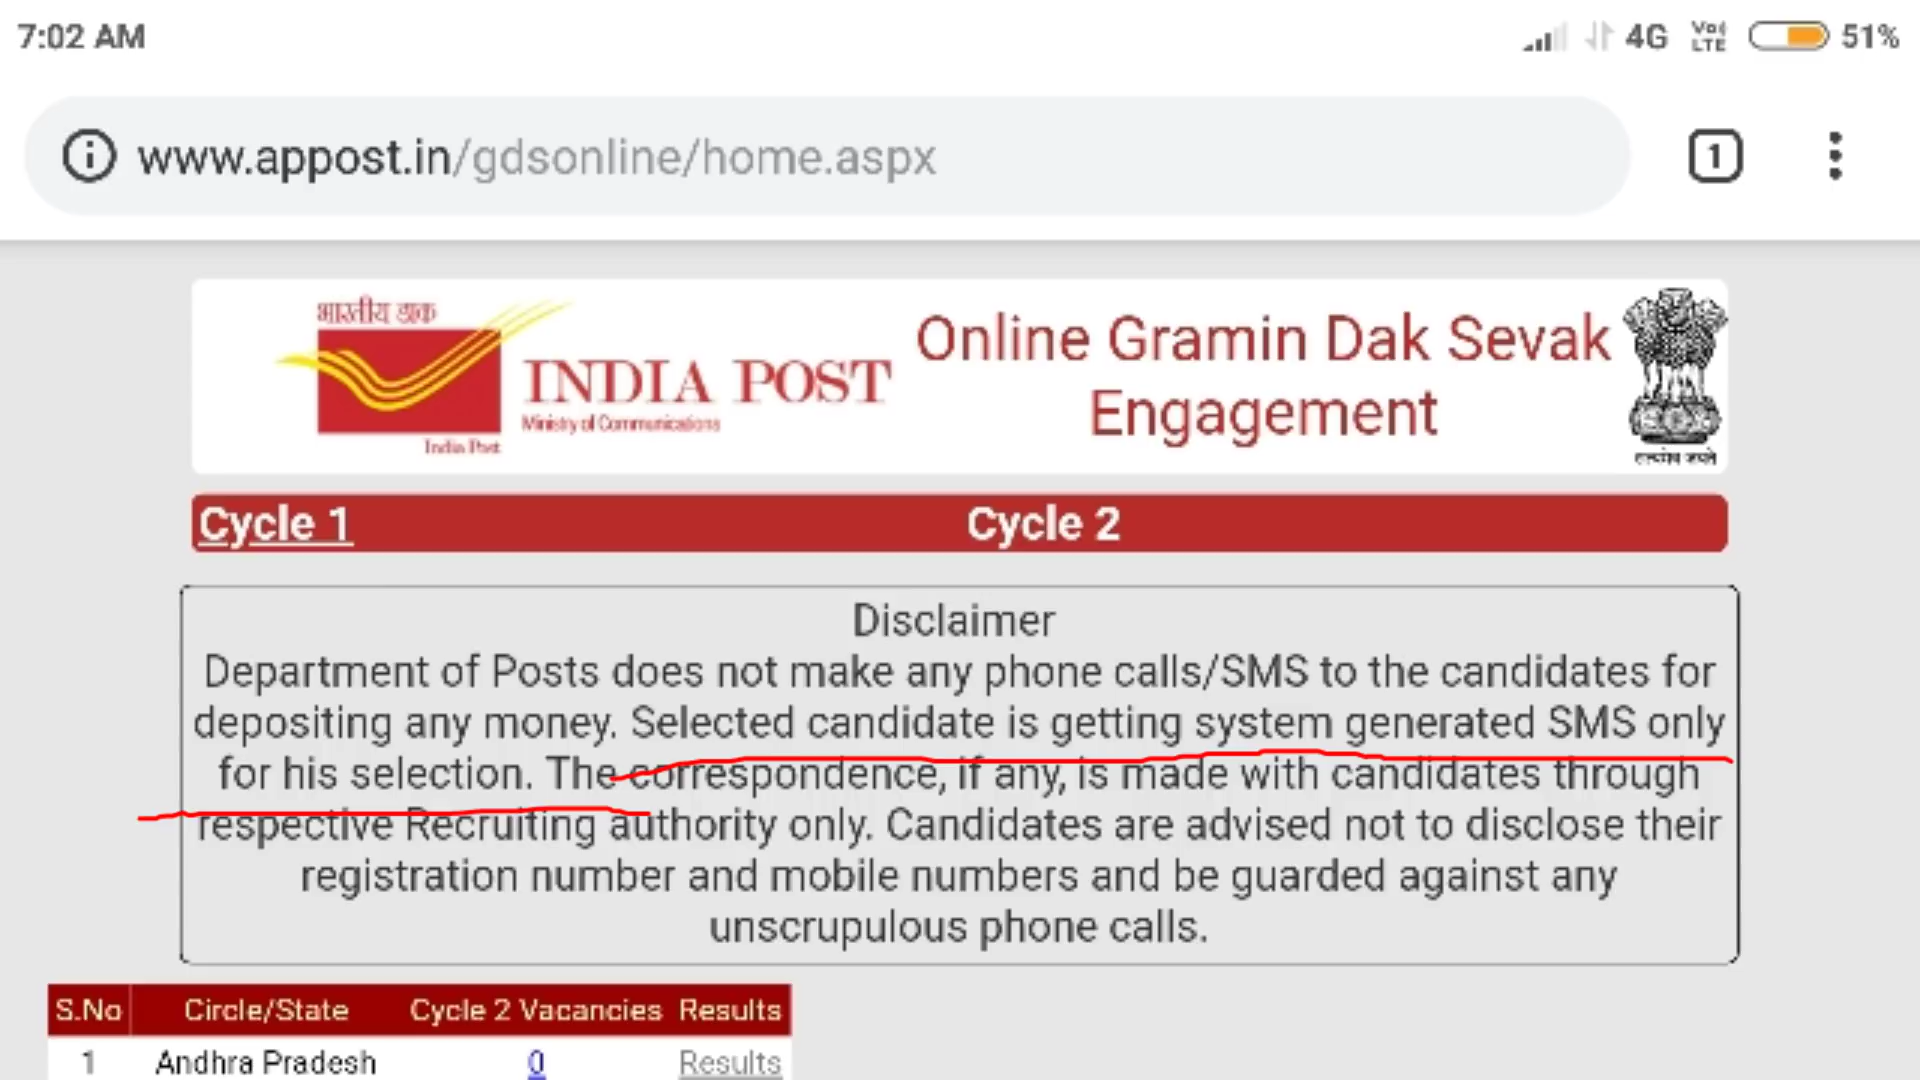 7:02 AM 4G VoLTE 51%
www.appost.in/gdsonline/home.aspx 1
भारतीय डाक
INDIA POST
Ministry of Communications
India Post
Online Gramin Dak Sevak
Engagement
सत्यमेव जयते
Cycle 1 Cycle 2
Disclaimer
Department of Posts does not make any phone calls/SMS to the candidates for
depositing any money. Selected candidate is getting system generated SMS only
for his selection. The correspondence, if any, is made with candidates through
respective Recruiting authority only. Candidates are advised not to disclose their
registration number and mobile numbers and be guarded against any
unscrupulous phone calls.
S.No Circle/State Cycle 2 Vacancies Results
1 Andhra Pradesh 0 Results